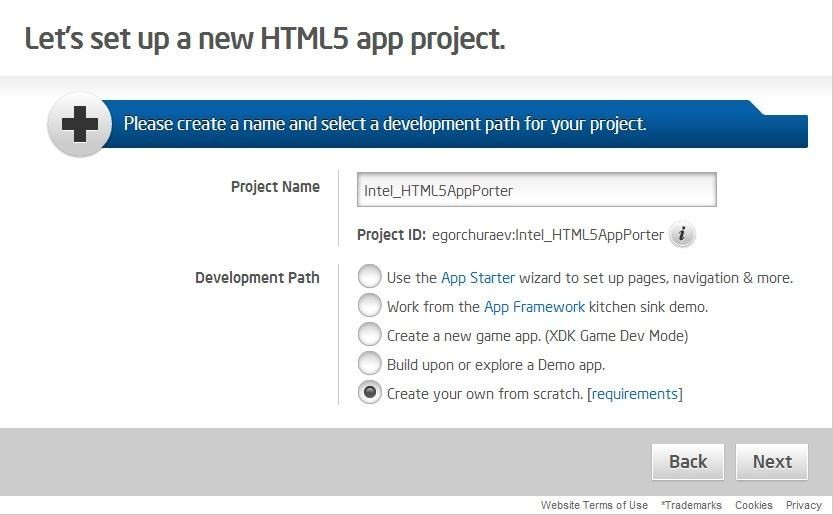 Let's set up a new HTML5 app project.
Please create a name and select a development path for your project.
Project Name
Intel_HTML5AppPorter
Project ID: egorchuraev:Intel_HTML5AppPorter i
Development Path
Use the App Starter wizard to set up pages, navigation & more.
Work from the App Framework kitchen sink demo.
Create a new game app. (XDK Game Dev Mode)
Build upon or explore a Demo app.
Create your own from scratch. [requirements]
Back Next
Website Terms of Use *Trademarks Cookies Privacy